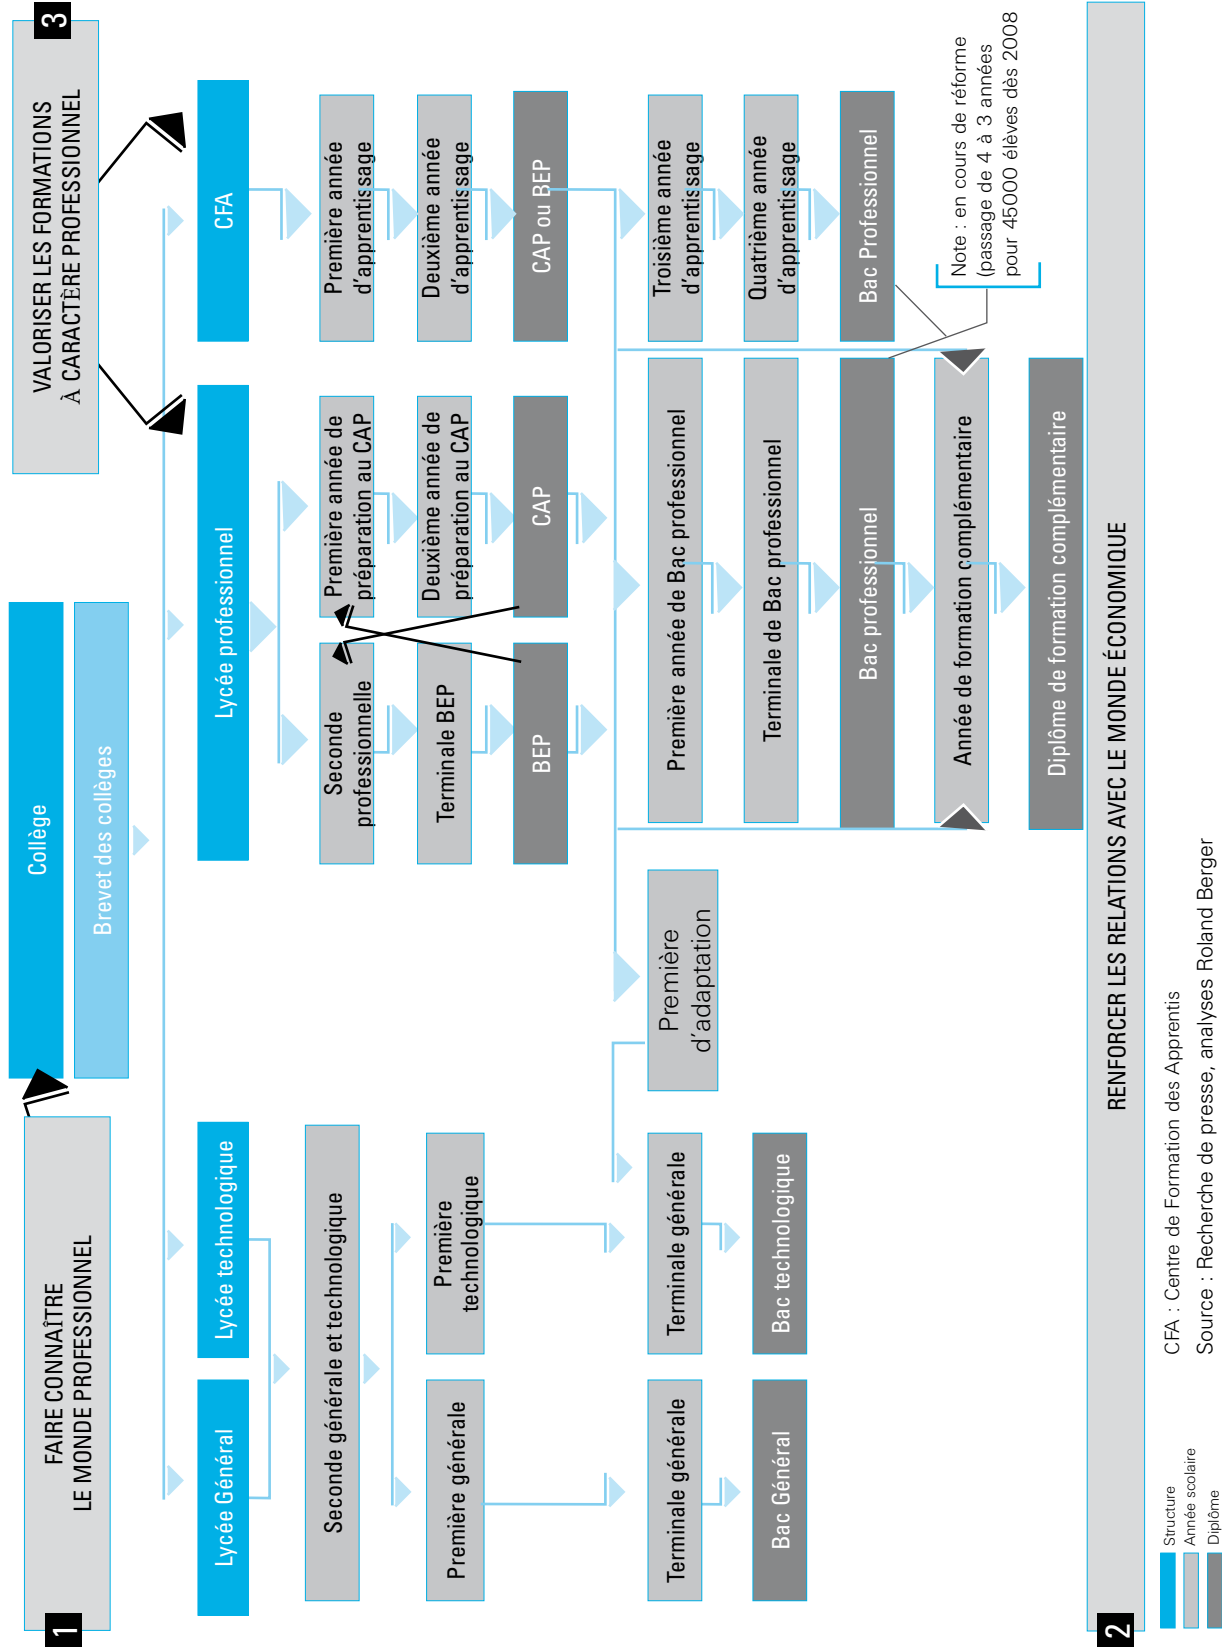 1
FAIRE CONNAÎTRE
LE MONDE PROFESSIONNEL
Collège
Brevet des collèges
VALORISER LES FORMATIONS
À CARACTÈRE PROFESSIONNEL
3
Lycée Général
Lycée technologique
Lycée professionnel
CFA
Seconde générale et technologique
Seconde
professionnelle
Première année de
préparation au CAP
Première année
d'apprentissage
Première générale
Première
technologique
Terminale BEP
Deuxième année de
préparation au CAP
Deuxième année
d'apprentissage
BEP
CAP
CAP ou BEP
Terminale générale
Terminale générale
Première
d'adaptation
Première année de Bac professionnel
Troisième année
d'apprentissage
Bac Général
Bac technologique
Terminale de Bac professionnel
Quatrième année
d'apprentissage
Bac professionnel
Bac Professionnel
Année de formation complémentaire
Note : en cours de réforme
(passage de 4 à 3 années
pour 45000 élèves dès 2008
Diplôme de formation complémentaire
2
RENFORCER LES RELATIONS AVEC LE MONDE ÉCONOMIQUE
Structure
Année scolaire
Diplôme
CFA : Centre de Formation des Apprentis
Source : Recherche de presse, analyses Roland Berger